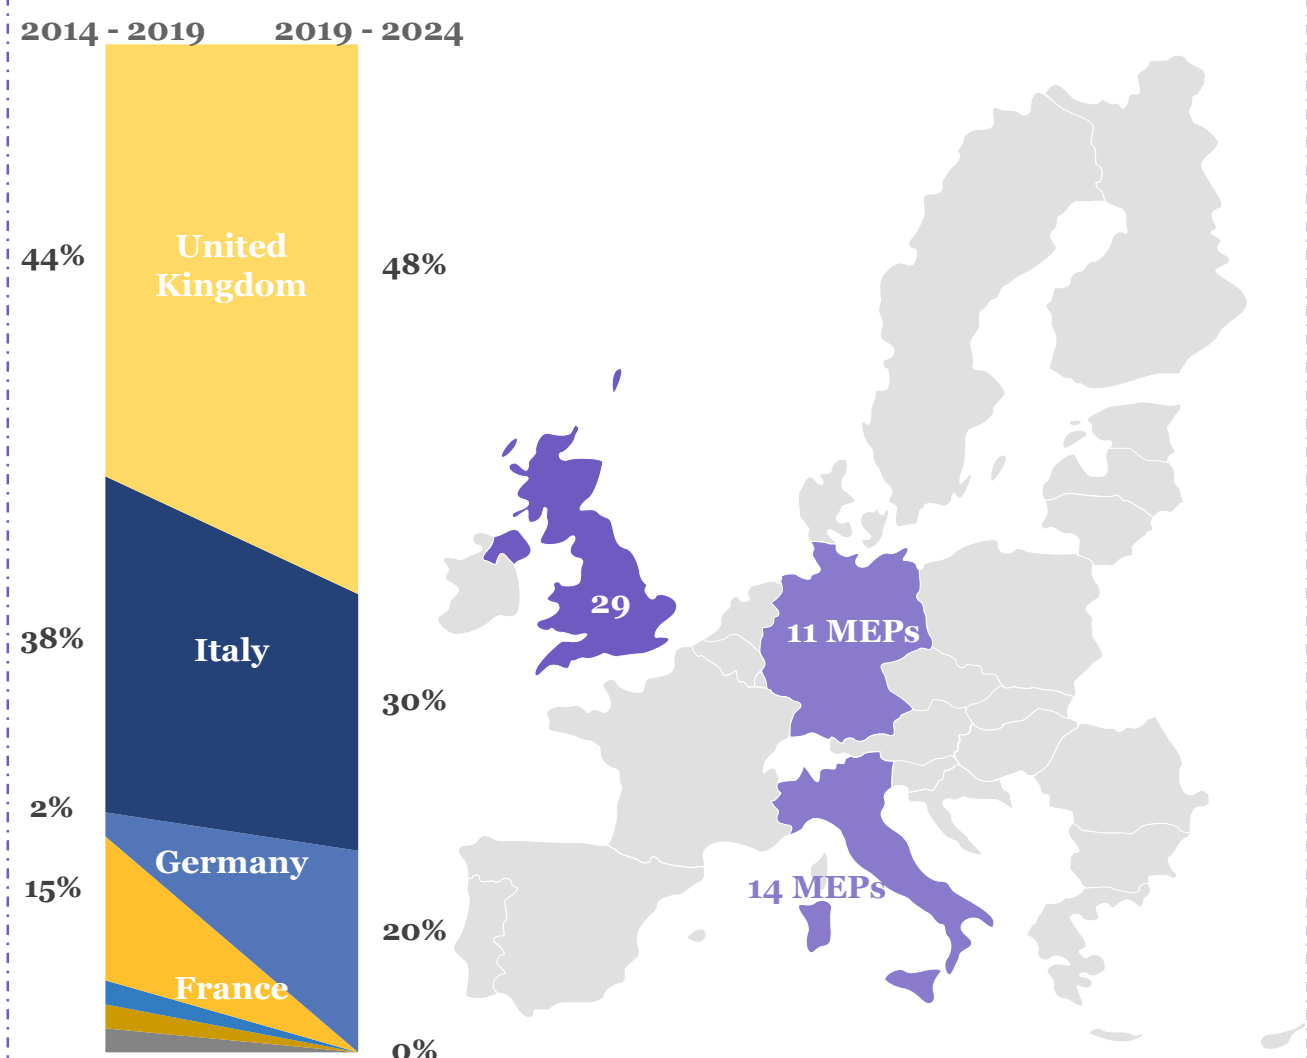 2014 - 2019
2019 - 2024
44%
United
Kingdom
48%
38%
Italy
30%
2%
Germany
15%
20%
France
0%
29
11 MEPs
14 MEPs